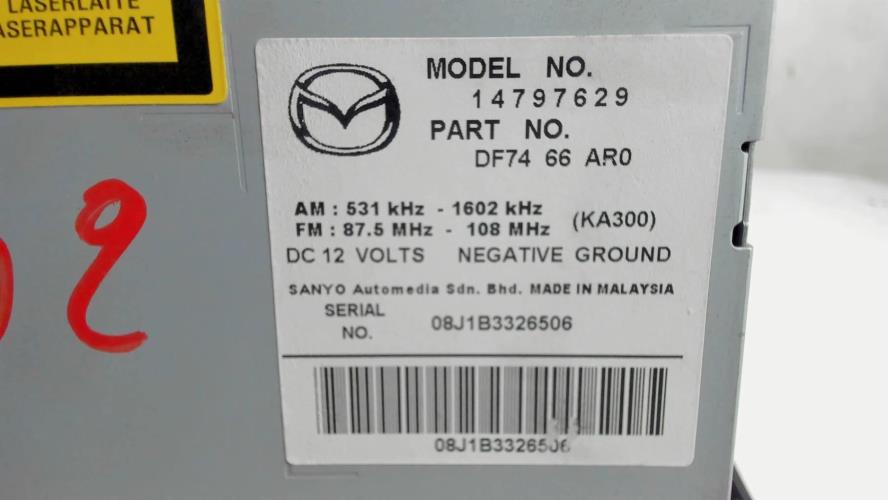 LASERLAITE
ASERAPPARAT
MODEL NO.
14797629
PART NO.
DF74 66 AR0
AM : 531 kHz - 1602 kHz
FM : 87.5 MHz - 108 MHz
(KA300)
DC 12 VOLTS NEGATIVE GROUND
SANYO Automedia Sdn. Bhd. MADE IN MALAYSIA
SERIAL
NO.
08J1B3326506
08J1B3326506